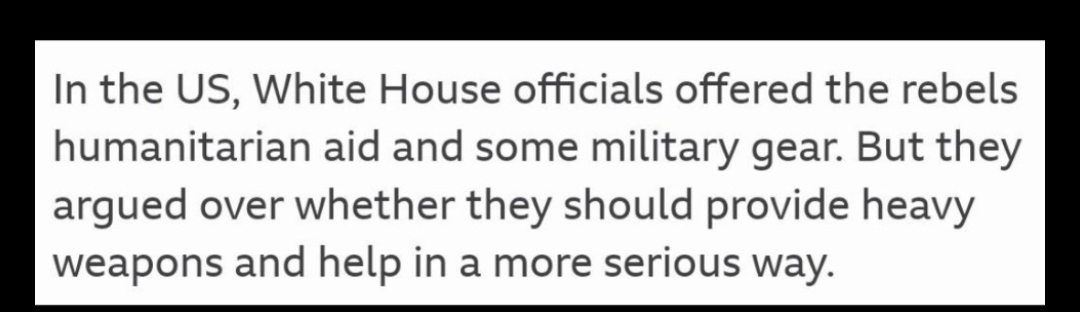 In the US, White House officials offered the rebels
humanitarian aid and some military gear. But they
argued over whether they should provide heavy
weapons and help in a more serious way.